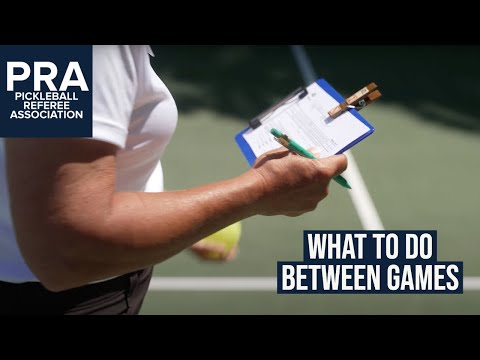 PRA
PICKLEBALL
REFEREE
ASSOCIATION
WHAT TO DO
BETWEEN GAMES